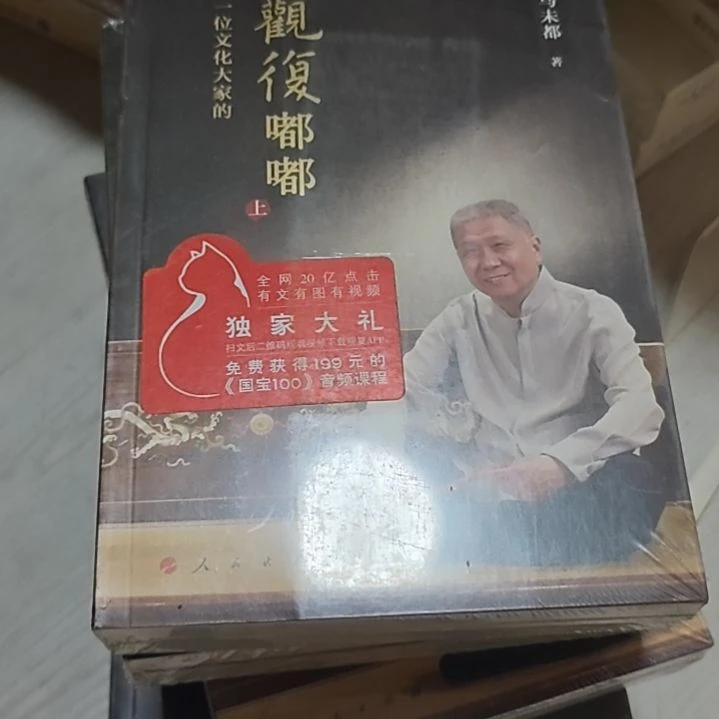 觀復嘟嘟
上
一位文化大家的
马未都 著
全网20亿点击
有文有图有视频
独家大礼
免费获得199元的
《国宝100》音频课程
人民